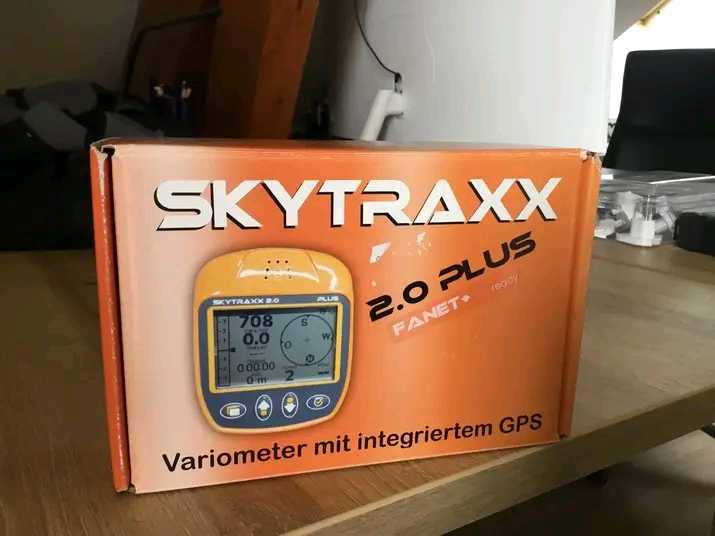 SKYTRAXX
2.0 PLUS
FANET+ ready
SKYTRAXX 2.0 PLUS
708
0.0
S
W
O
N
0:00:00
0 m
2
Variometer mit integriertem GPS